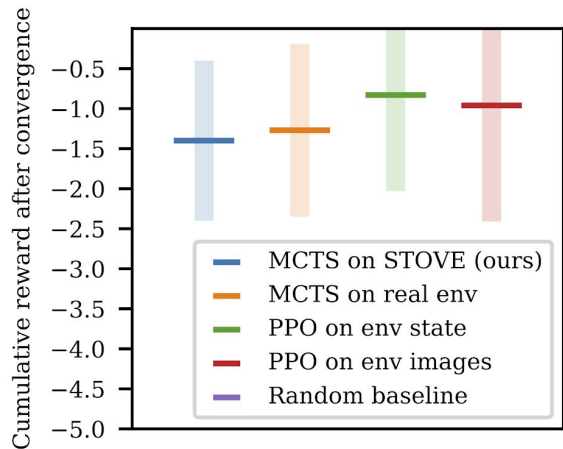 Cumulative reward after convergence
−0.5
−1.0
−1.5
−2.0
−2.5
−3.0
−3.5
−4.0
−4.5
−5.0
MCTS on STOVE (ours)
MCTS on real env
PPO on env state
PPO on env images
Random baseline